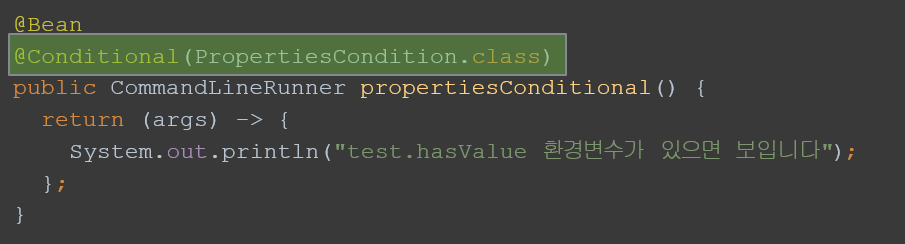 @Bean
@Conditional(PropertiesCondition.class)
public CommandLineRunner propertiesConditional() {
return (args) -> {
System.out.println("test.hasValue 환경변수가 있으면 보입니다");
};
}